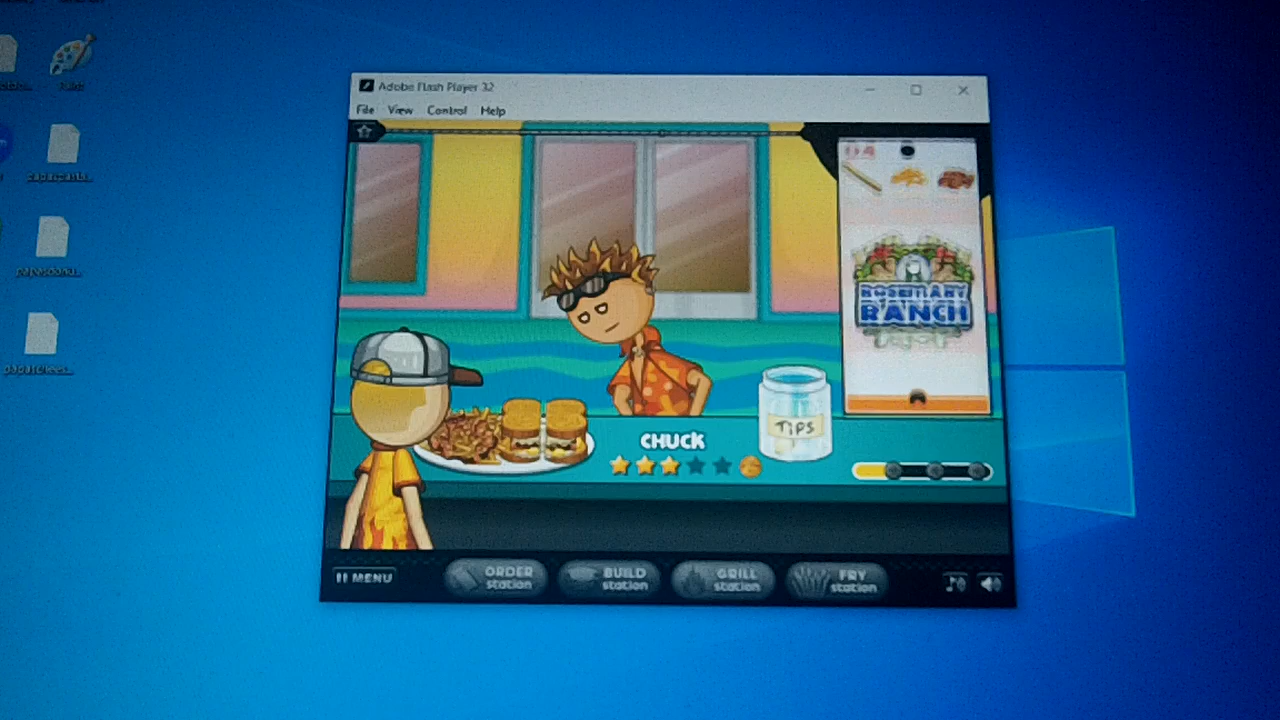 Adobe Flash Player 32
File View Control Help
04
ROSEMARY
RANCH
TIPS
CHUCK
MENU
ORDER
station
BUILD
station
GRILL
station
FRY
station